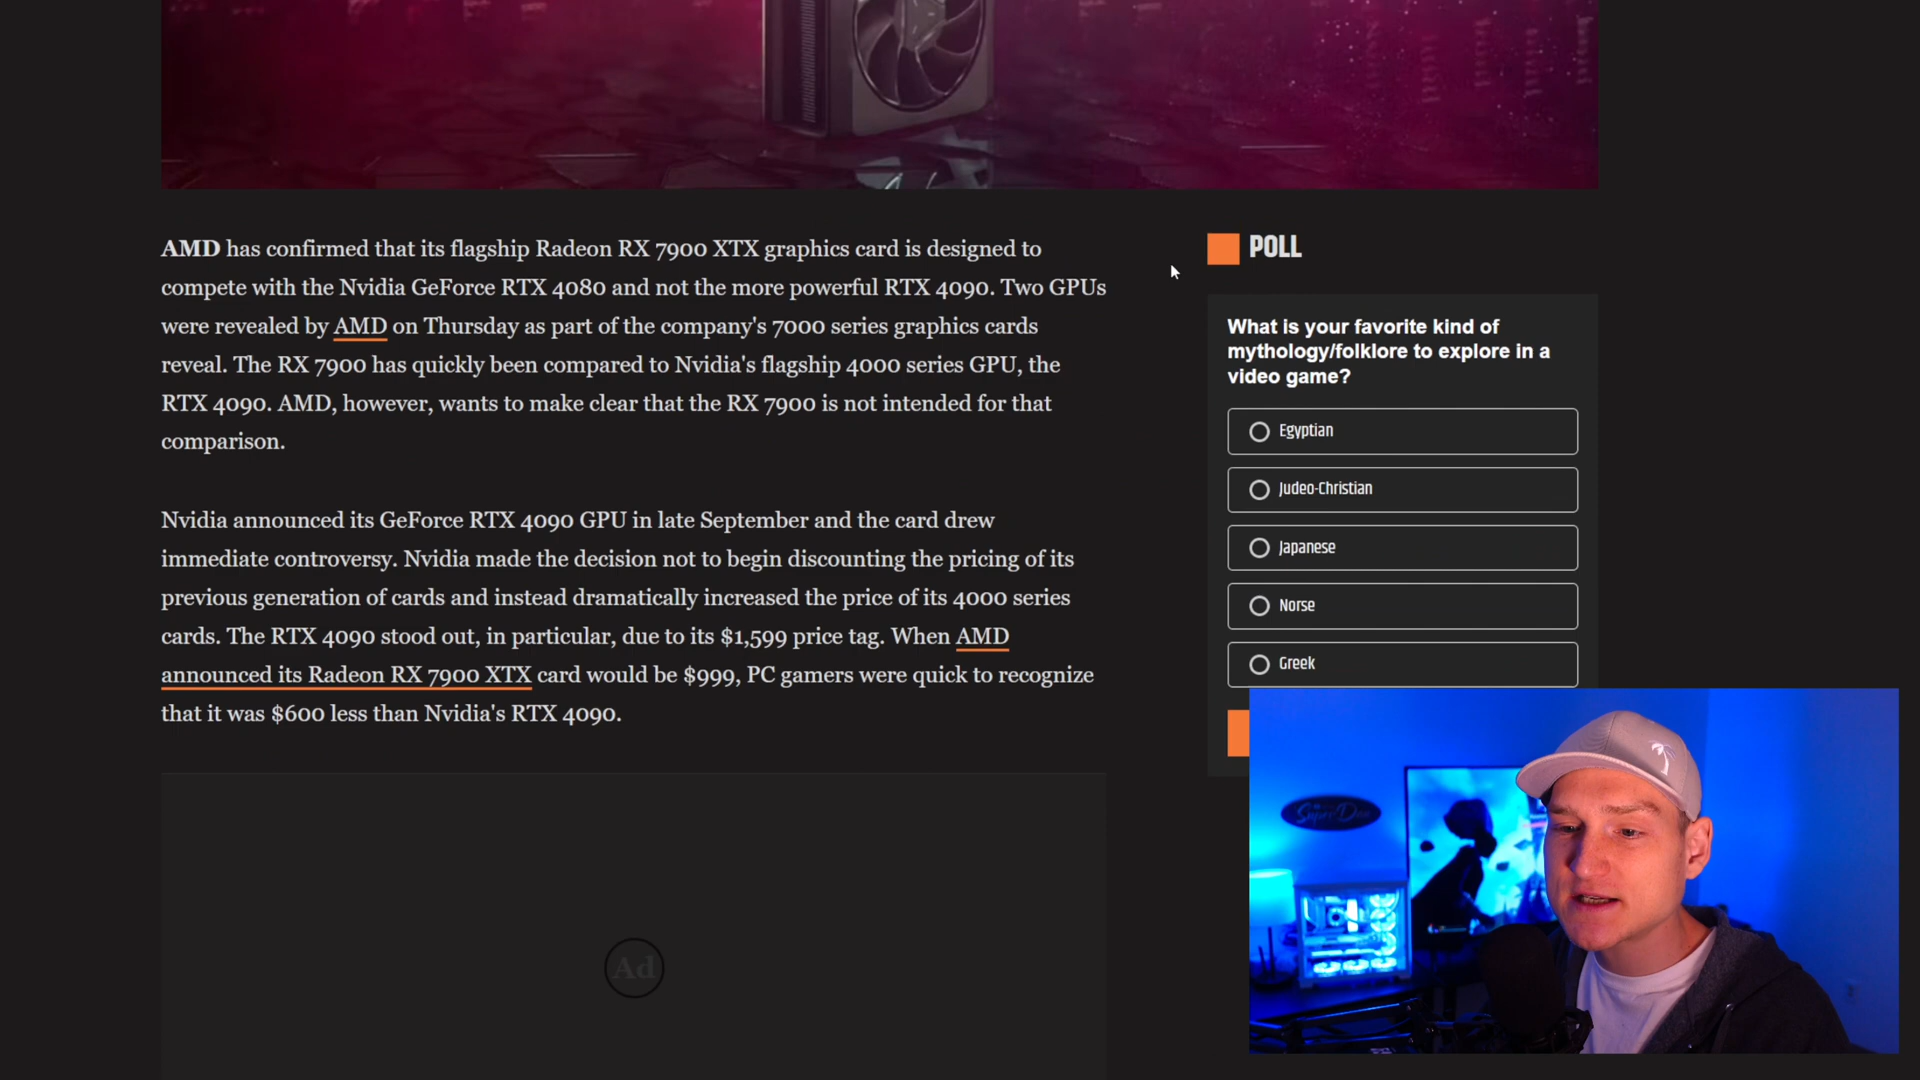 AMD has confirmed that its flagship Radeon RX 7900 XTX graphics card is designed to
compete with the Nvidia GeForce RTX 4080 and not the more powerful RTX 4090. Two GPUs
were revealed by AMD on Thursday as part of the company's 7000 series graphics cards
reveal. The RX 7900 has quickly been compared to Nvidia's flagship 4000 series GPU, the
RTX 4090. AMD, however, wants to make clear that the RX 7900 is not intended for that
comparison.
Nvidia announced its GeForce RTX 4090 GPU in late September and the card drew
immediate controversy. Nvidia made the decision not to begin discounting the pricing of its
previous generation of cards and instead dramatically increased the price of its 4000 series
cards. The RTX 4090 stood out, in particular, due to its $1,599 price tag. When AMD
announced its Radeon RX 7900 XTX card would be $999, PC gamers were quick to recognize
that it was $600 less than Nvidia's RTX 4090.
Ad
POLL
What is your favorite kind of
mythology/folklore to explore in a
video game?
Egyptian
Judeo-Christian
Japanese
Norse
Greek